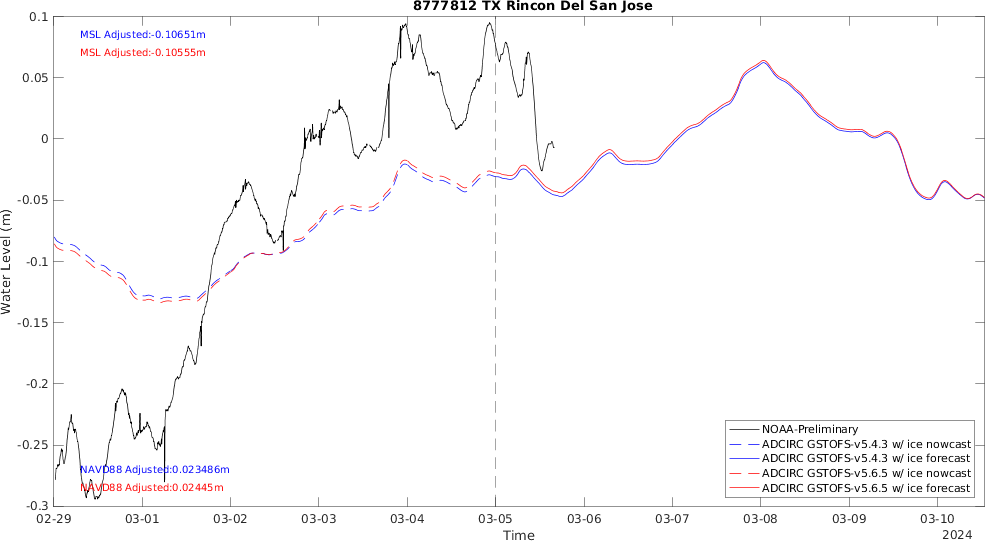 8777812 TX Rincon Del San Jose
MSL Adjusted:-0.10651m
MSL Adjusted:-0.10555m
0.1
0.05
0
-0.05
-0.1
-0.15
-0.2
-0.25
-0.3
Water Level (m)
NAVD88 Adjusted:0.023486m
NAVD88 Adjusted:0.02445m
NOAA-Preliminary
ADCIRC GSTOFS-v5.4.3 w/ ice nowcast
ADCIRC GSTOFS-v5.4.3 w/ ice forecast
ADCIRC GSTOFS-v5.6.5 w/ ice nowcast
ADCIRC GSTOFS-v5.6.5 w/ ice forecast
02-29 03-01 03-02 03-03 03-04 03-05 03-06 03-07 03-08 03-09 03-10
Time
2024